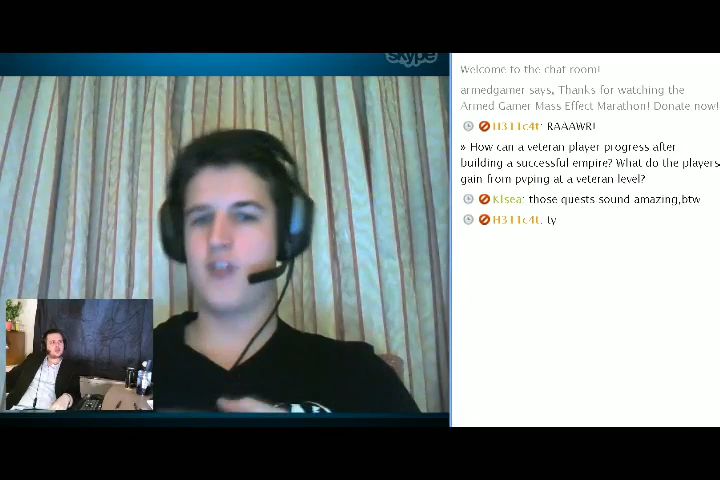 skype
Welcome to the chat room!
armedgamer says, Thanks for watching the
Armed Gamer Mass Effect Marathon! Donate now!
H311c4t: RAAAWR!
» How can a veteran player progress after
building a successful empire? What do the players
gain from pvping at a veteran level?
Klsea: those quests sound amazing,btw
H311c4t: ty